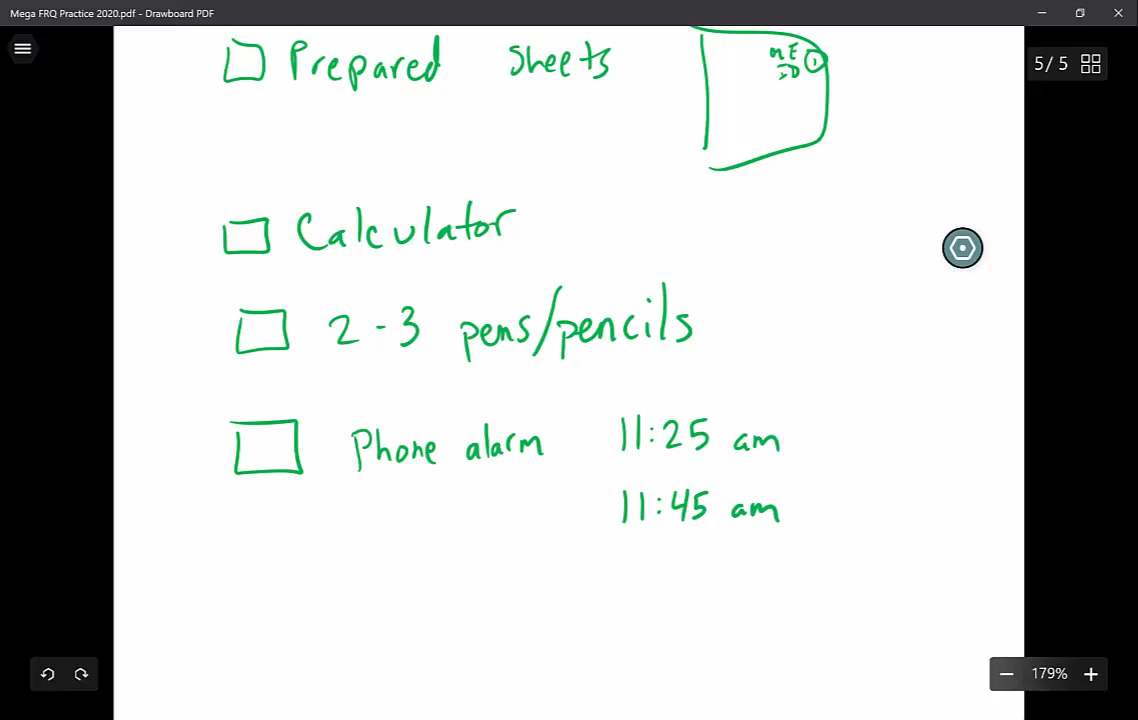 Mega FRQ Practice 2020.pdf - Drawboard PDF
5 / 5
Prepared sheets
1
Calculator
2-3 pens/pencils
Phone alarm 11:25 am
11:45 am
179%